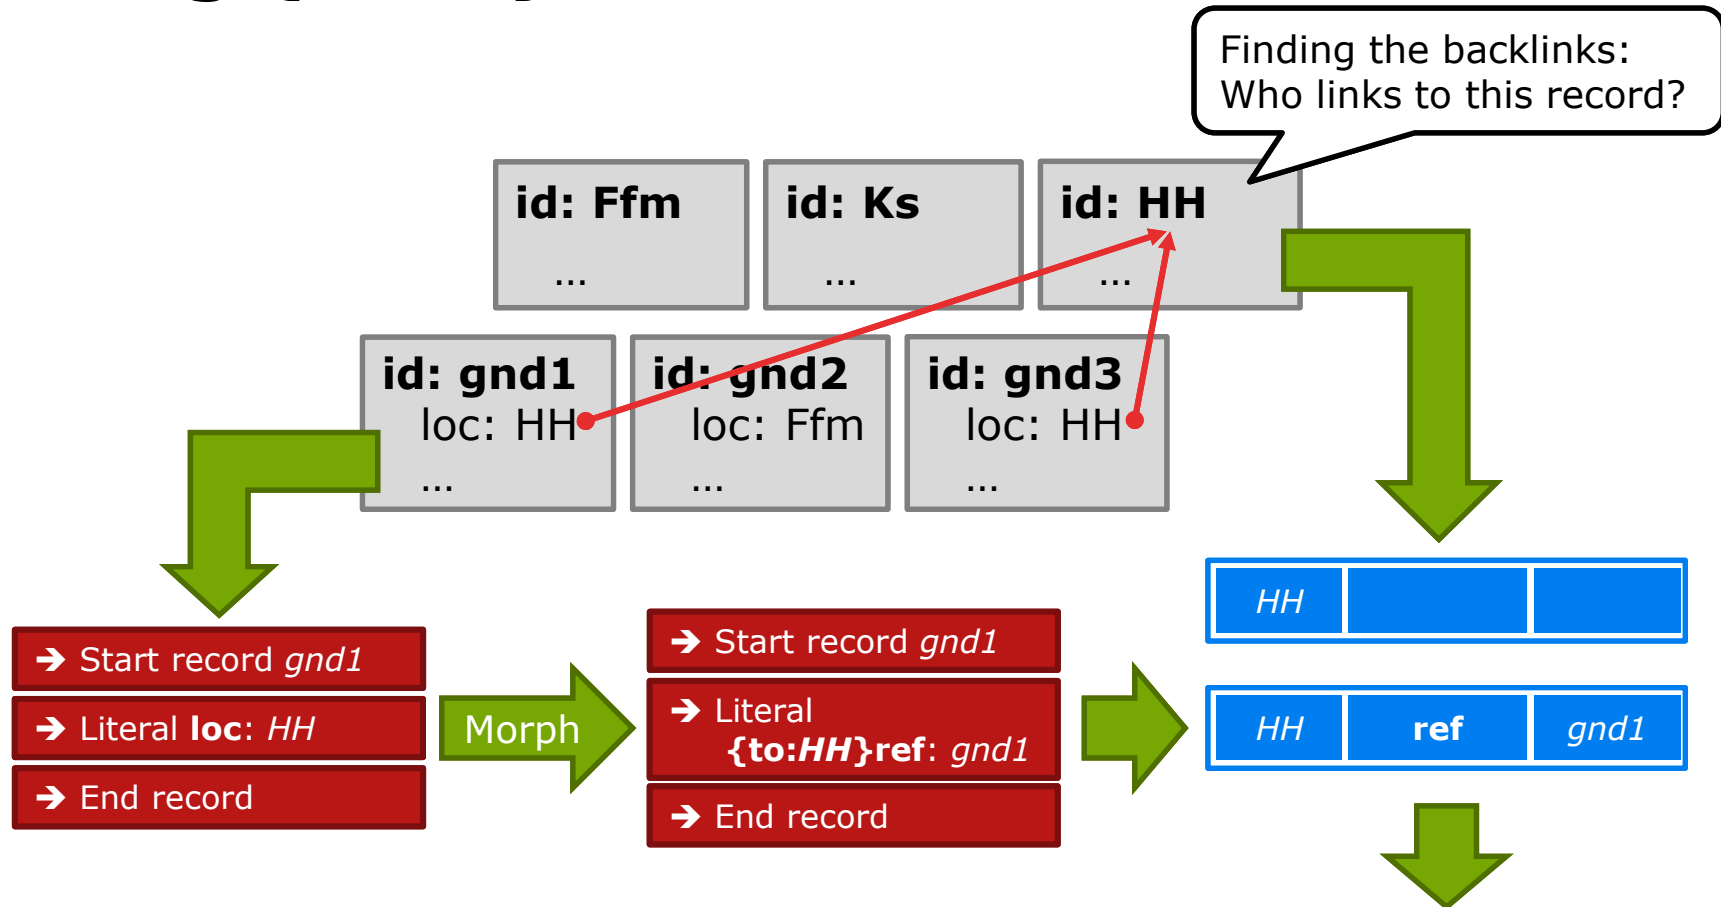 Finding the backlinks:
Who links to this record?
id: Ffm
...
id: Ks
...
id: HH
...
id: gnd1
loc: HH
...
id: gnd2
loc: Ffm
...
id: gnd3
loc: HH
...
➔ Start record gnd1
➔ Literal loc: HH
➔ End record
Morph
➔ Start record gnd1
➔ Literal
{to:HH}ref: gnd1
➔ End record
HH
HH ref gnd1